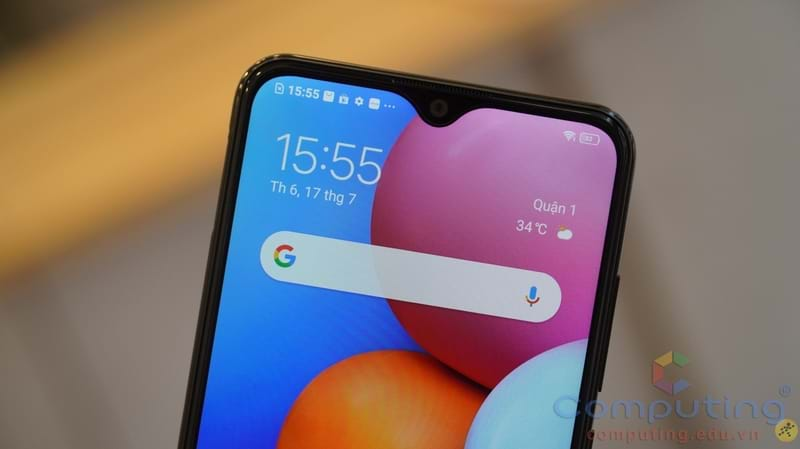 15:55
15:55
Th 6, 17 thg 7
Quận 1
34°C
G
Computing®
computing.edu.vn